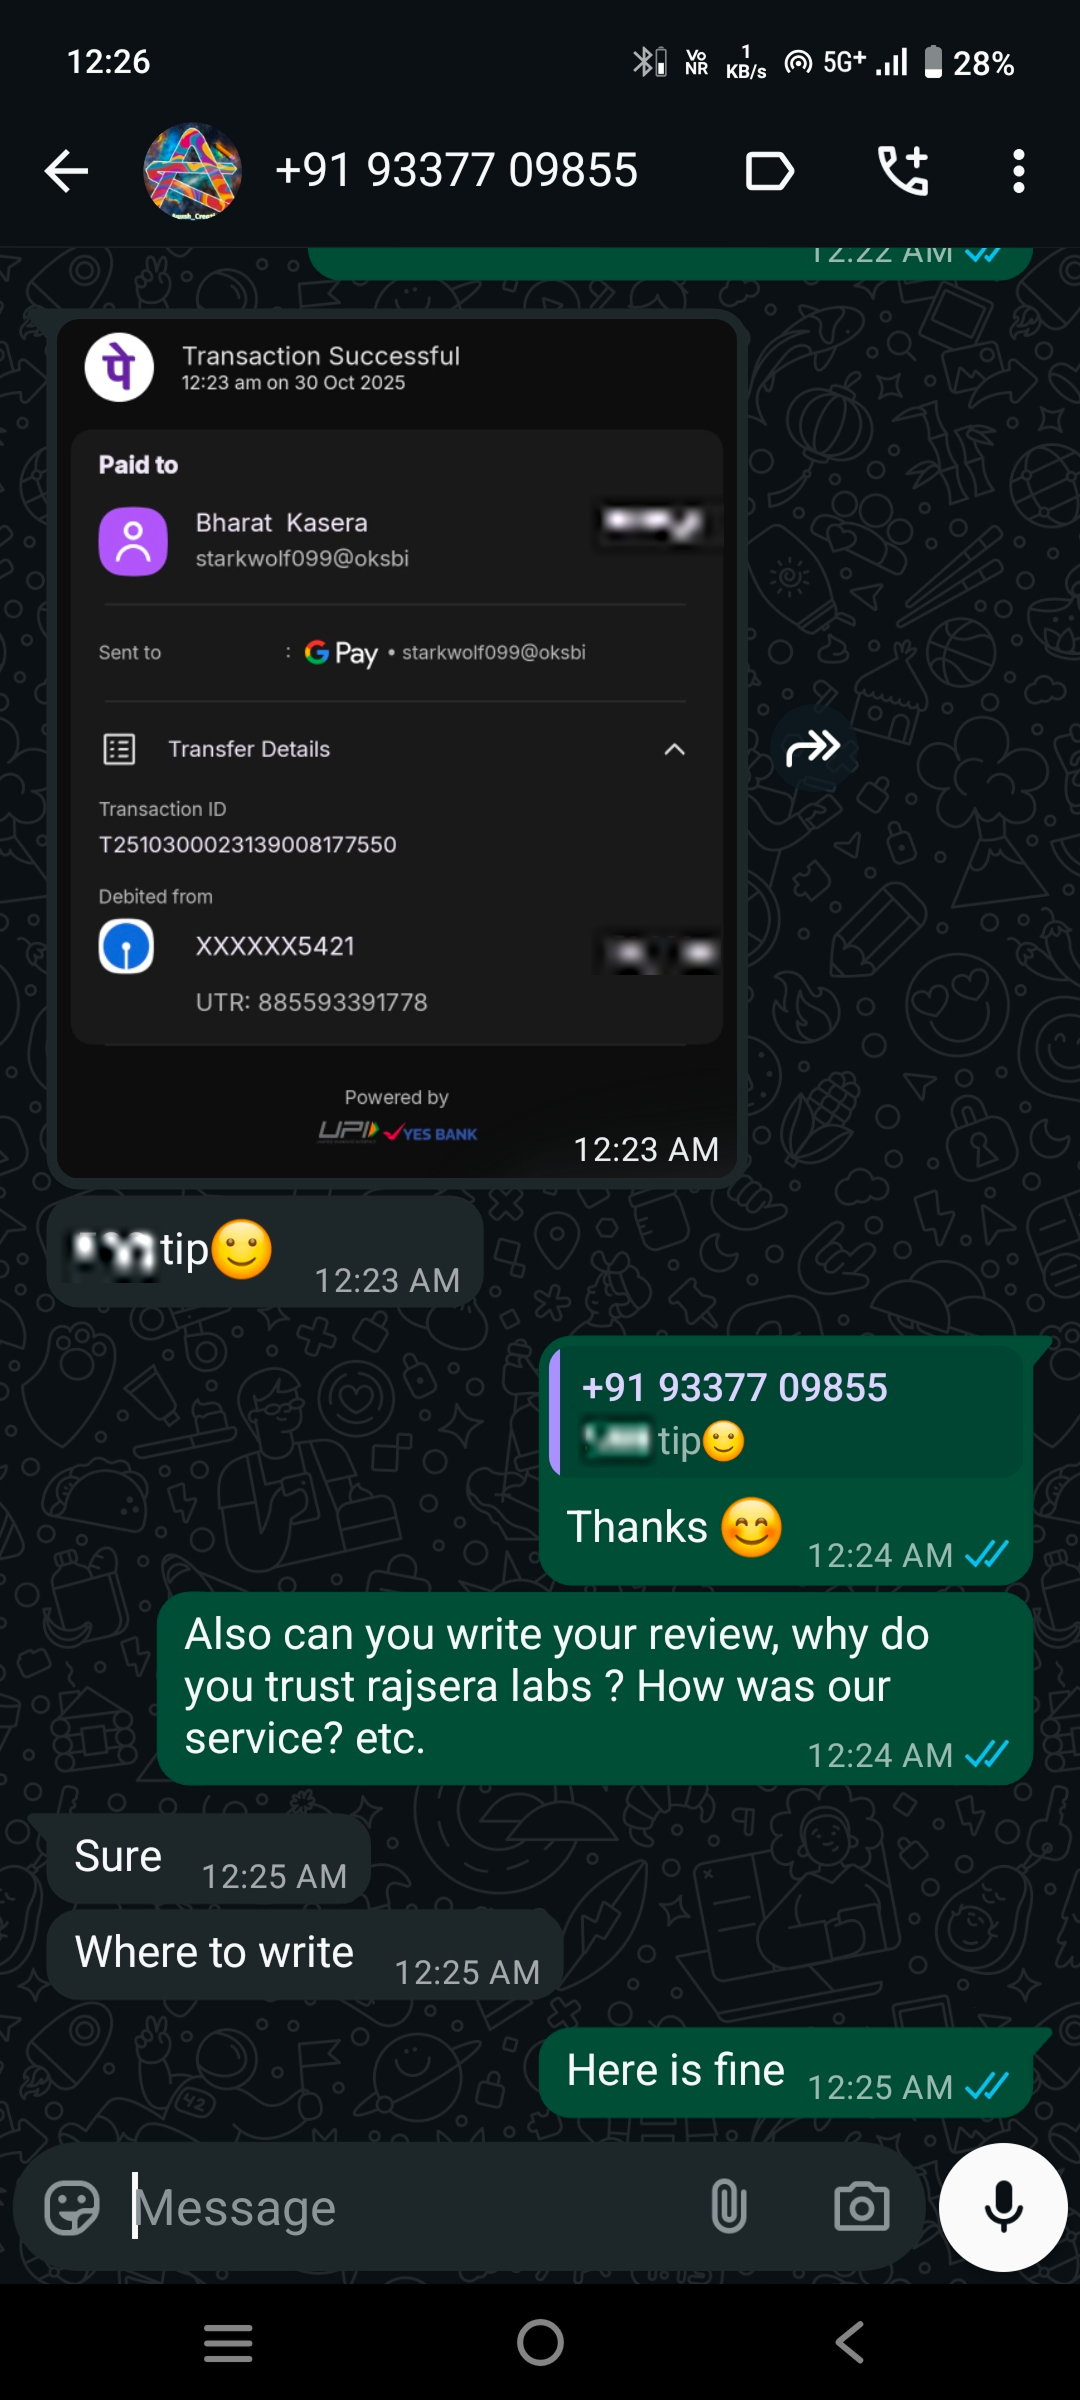 12:26
Vo
NR
1
KB/s
5G+
28%
+91 93377 09855
12:22 AM
पे
Transaction Successful
12:23 am on 30 Oct 2025
Paid to
Bharat Kasera
starkwolf099@oksbi
Sent to : G Pay • starkwolf099@oksbi
Transfer Details
Transaction ID
T2510300023139008177550
Debited from
XXXXXX5421
UTR: 885593391778
Powered by
UPI YES BANK
12:23 AM
tip🙂 12:23 AM
+91 93377 09855
tip🙂
Thanks 😊 12:24 AM
Also can you write your review, why do
you trust rajsera labs ? How was our
service? etc. 12:24 AM
Sure 12:25 AM
Where to write 12:25 AM
Here is fine 12:25 AM
Message